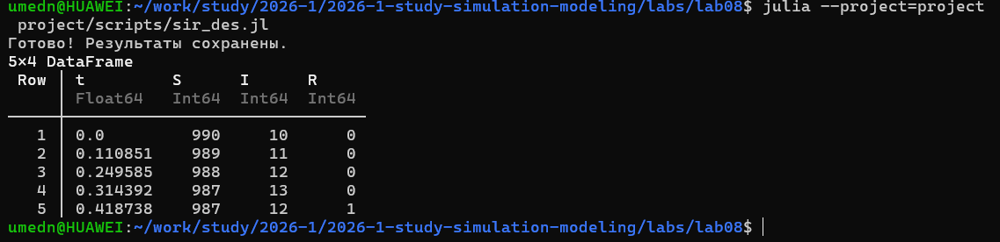 umedn@HUAWEI:~/work/study/2026-1/2026-1-study-simulation-modeling/labs/lab08$ julia --project=project
project/scripts/sir_des.jl
Готово! Результаты сохранены.
5×4 DataFrame
Row t S I R
Float64 Int64 Int64 Int64
1 0.0 990 10 0
2 0.110851 989 11 0
3 0.249585 988 12 0
4 0.314392 987 13 0
5 0.418738 987 12 1
umedn@HUAWEI:~/work/study/2026-1/2026-1-study-simulation-modeling/labs/lab08$